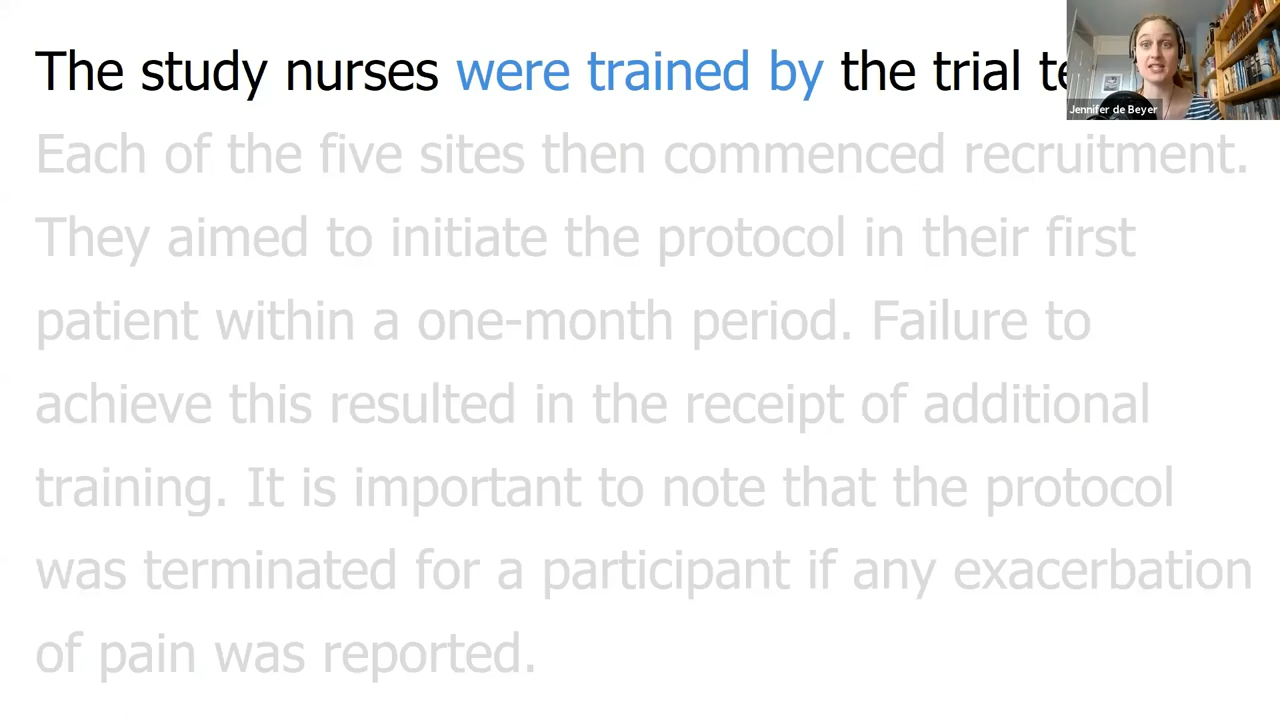 The study nurses were trained by the trial
Each of the five sites then commenced recruitment.
They aimed to initiate the protocol in their first
patient within a one-month period. Failure to
achieve this resulted in the receipt of additional
training. It is important to note that the protocol
was terminated for a participant if any exacerbation
of pain was reported.
Jennifer de Beyer